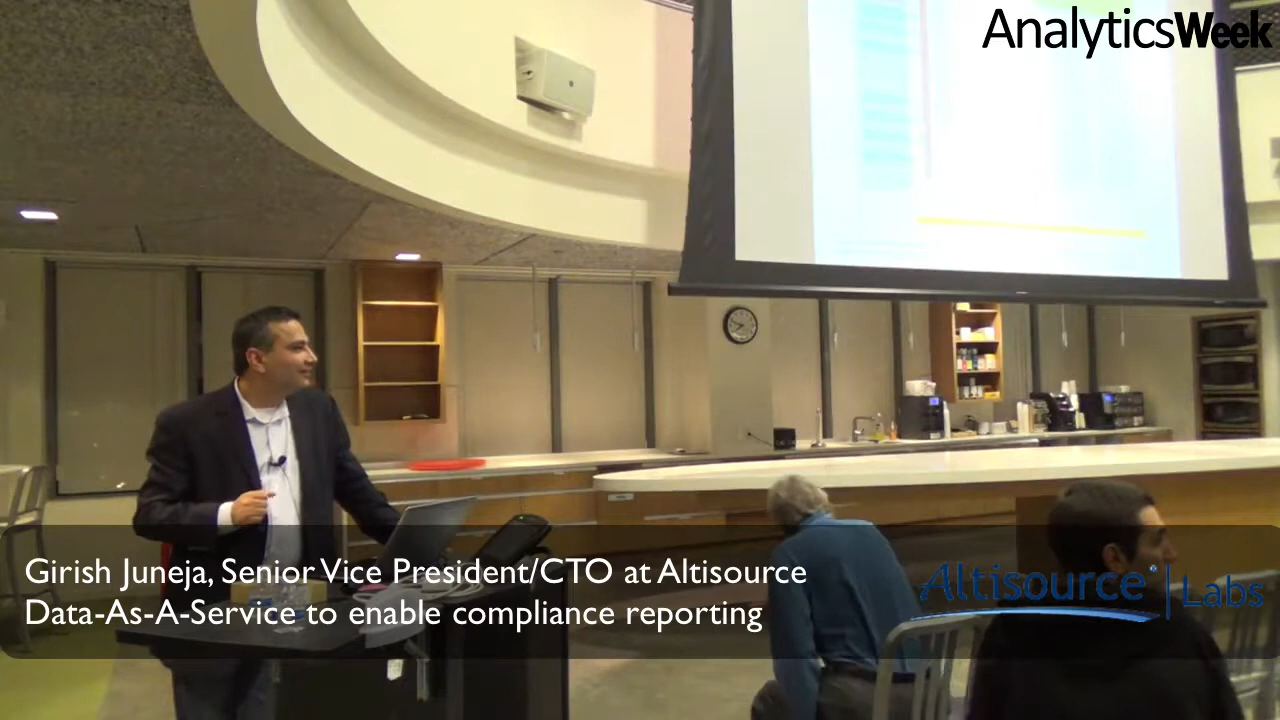 AnalyticsWeek
Girish Juneja, Senior Vice President/CTO at Altisource
Data-As-A-Service to enable compliance reporting
Altisource | Labs